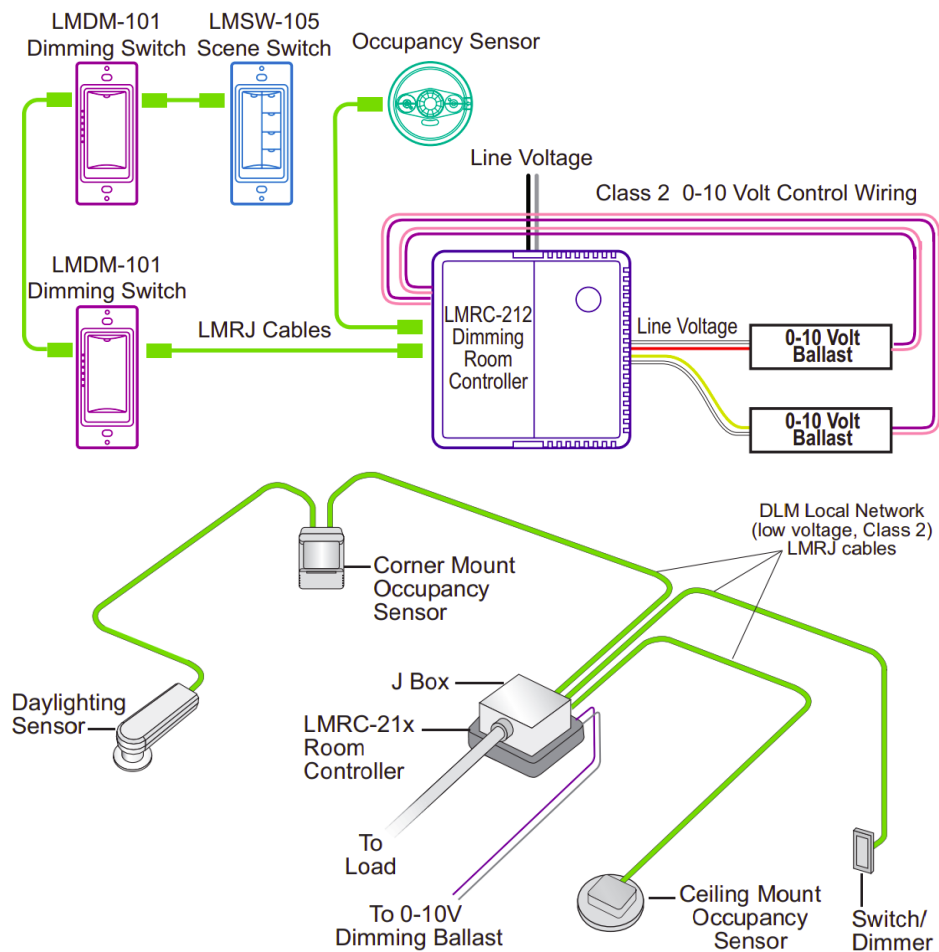 LMDM-101
Dimming Switch
LMSW-105
Scene Switch
Occupancy Sensor
Line Voltage
Class 2 0-10 Volt Control Wiring
LMDM-101
Dimming Switch
LMRJ Cables
LMRC-212
Dimming
Room
Controller
Line Voltage
0-10 Volt
Ballast
0-10 Volt
Ballast
DLM Local Network
(low voltage, Class 2)
LMRJ cables
Corner Mount
Occupancy
Sensor
Daylighting
Sensor
J Box
LMRC-21x
Room
Controller
To
Load
To 0-10V
Dimming Ballast
Ceiling Mount
Occupancy
Sensor
Switch/
Dimmer